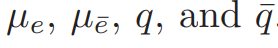 μ_e, μ_ē, q, and q̄.